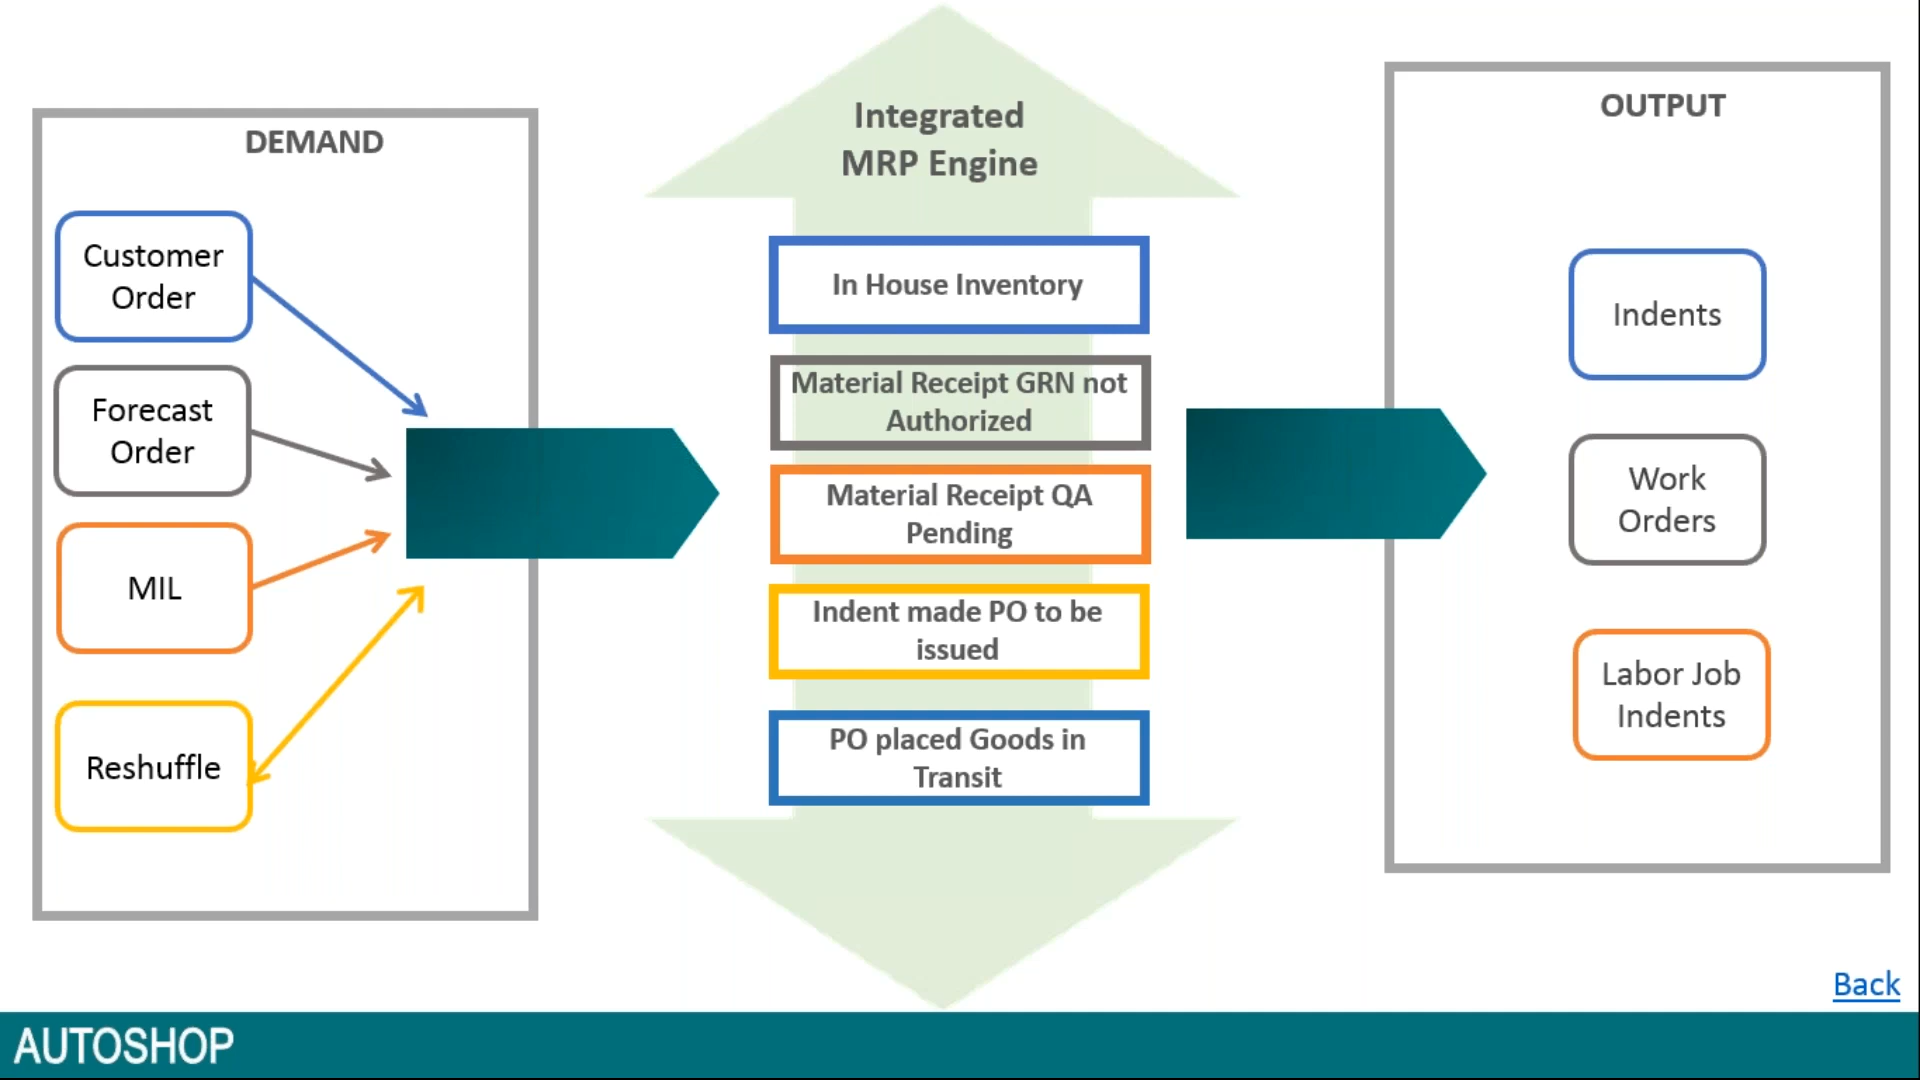 DEMAND
Customer
Order
Forecast
Order
MIL
Reshuffle
Integrated
MRP Engine
In House Inventory
Material Receipt GRN not
Authorized
Material Receipt QA
Pending
Indent made PO to be
issued
PO placed Goods in
Transit
OUTPUT
Indents
Work
Orders
Labor Job
Indents
Back
AUTOSHOP